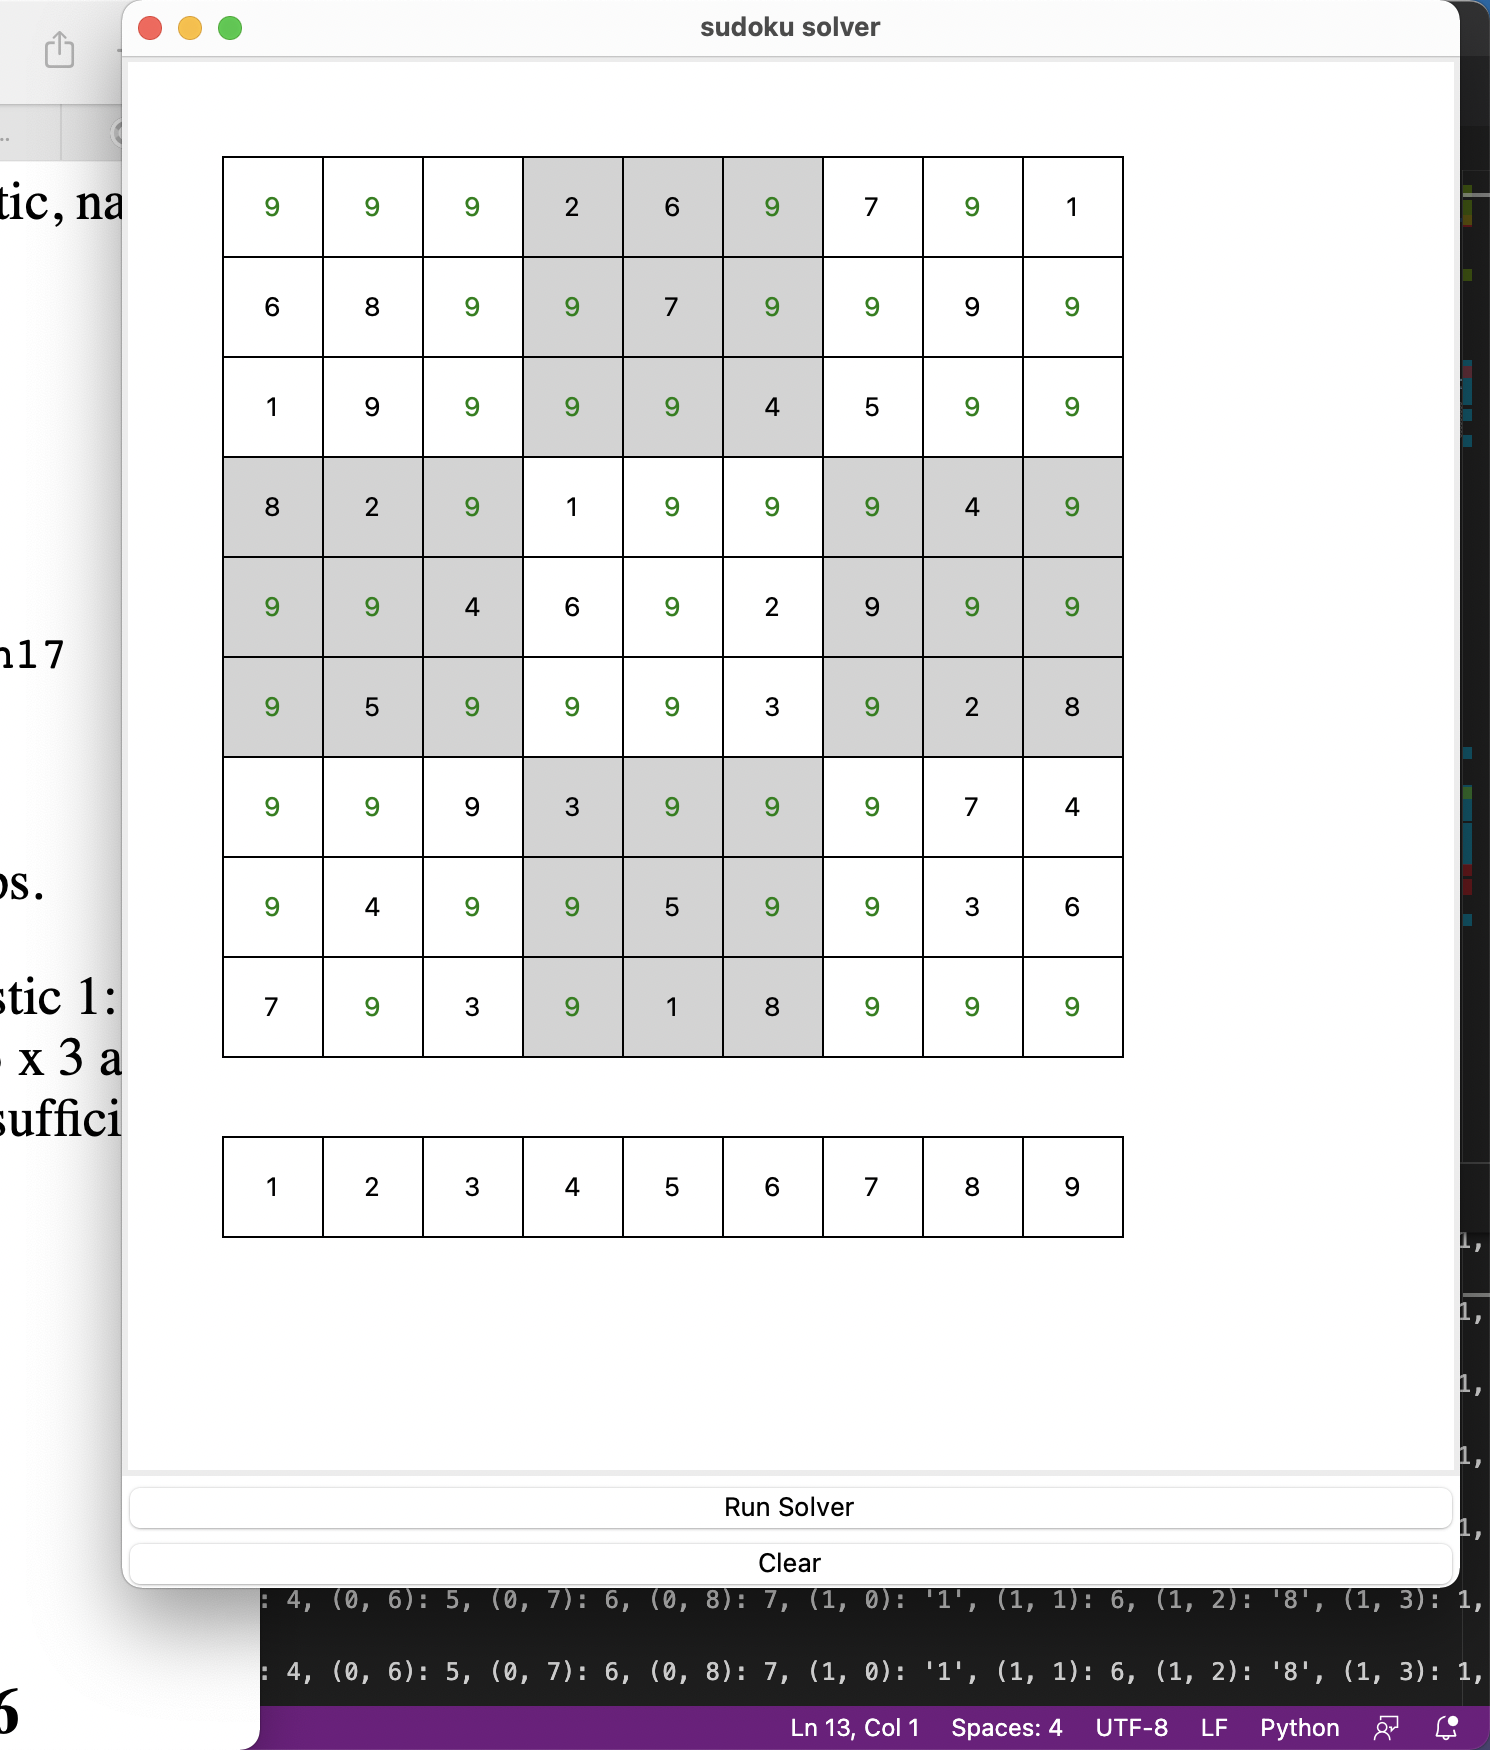 sudoku solver
..
tic, na
9 9 9 2 6 9 7 9 1
6 8 9 9 7 9 9 9 9
1 9 9 9 9 4 5 9 9
8 2 9 1 9 9 9 4 9
9 9 4 6 9 2 9 9 9
n17
9 5 9 9 9 3 9 2 8
9 9 9 3 9 9 9 7 4
os.
9 4 9 9 5 9 9 3 6
stic 1:
7 9 3 9 1 8 9 9 9
x 3 a
suffici
1 2 3 4 5 6 7 8 9
1,
1,
1,
1,
1,
Run Solver
Clear
: 4, (0, 6): 5, (0, 7): 6, (0, 8): 7, (1, 0): '1', (1, 1): 6, (1, 2): '8', (1, 3): 1,
: 4, (0, 6): 5, (0, 7): 6, (0, 8): 7, (1, 0): '1', (1, 1): 6, (1, 2): '8', (1, 3): 1,
6
Ln 13, Col 1 Spaces: 4 UTF-8 LF Python